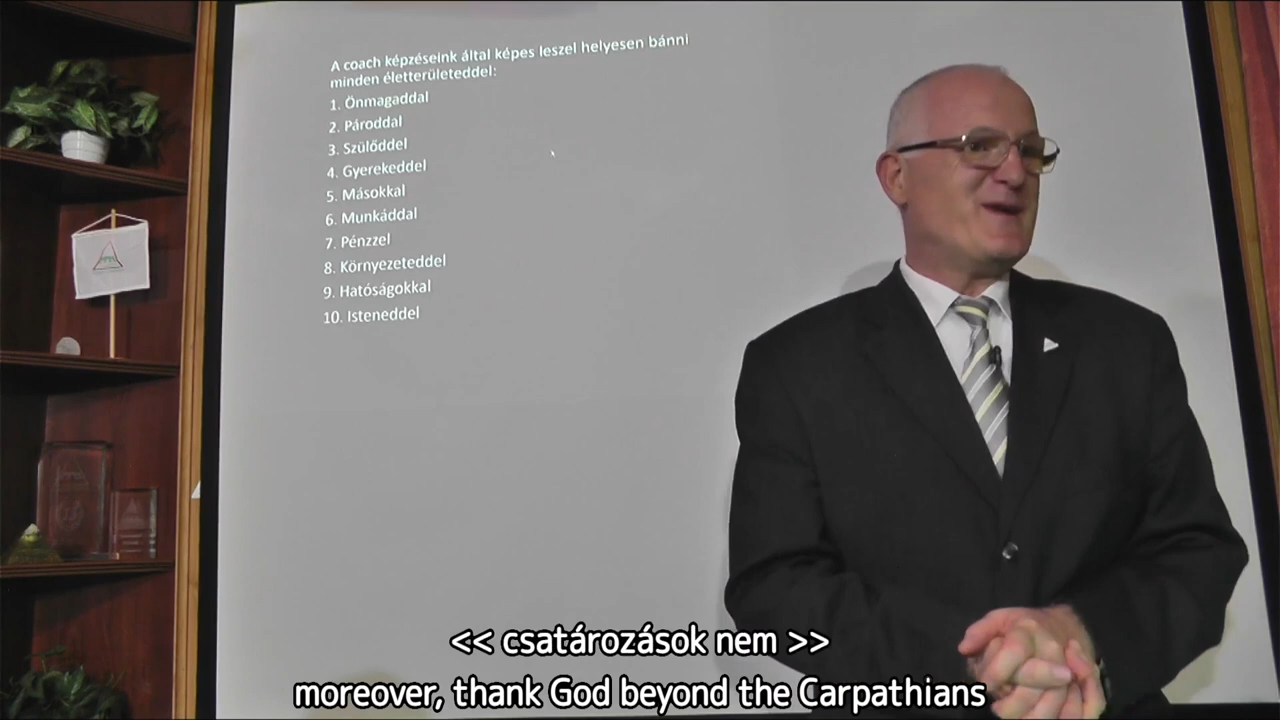 A coach képzéseink által képes leszel helyesen bánni
minden életterületeddel:
1. Önmagaddal
2. Pároddal
3. Szülőddel
4. Gyerekeddel
5. Másokkal
6. Munkáddal
7. Pénzzel
8. Környezeteddel
9. Hatóságokkal
10. Isteneddel
<< csatározások nem >>
moreover, thank God beyond the Carpathians